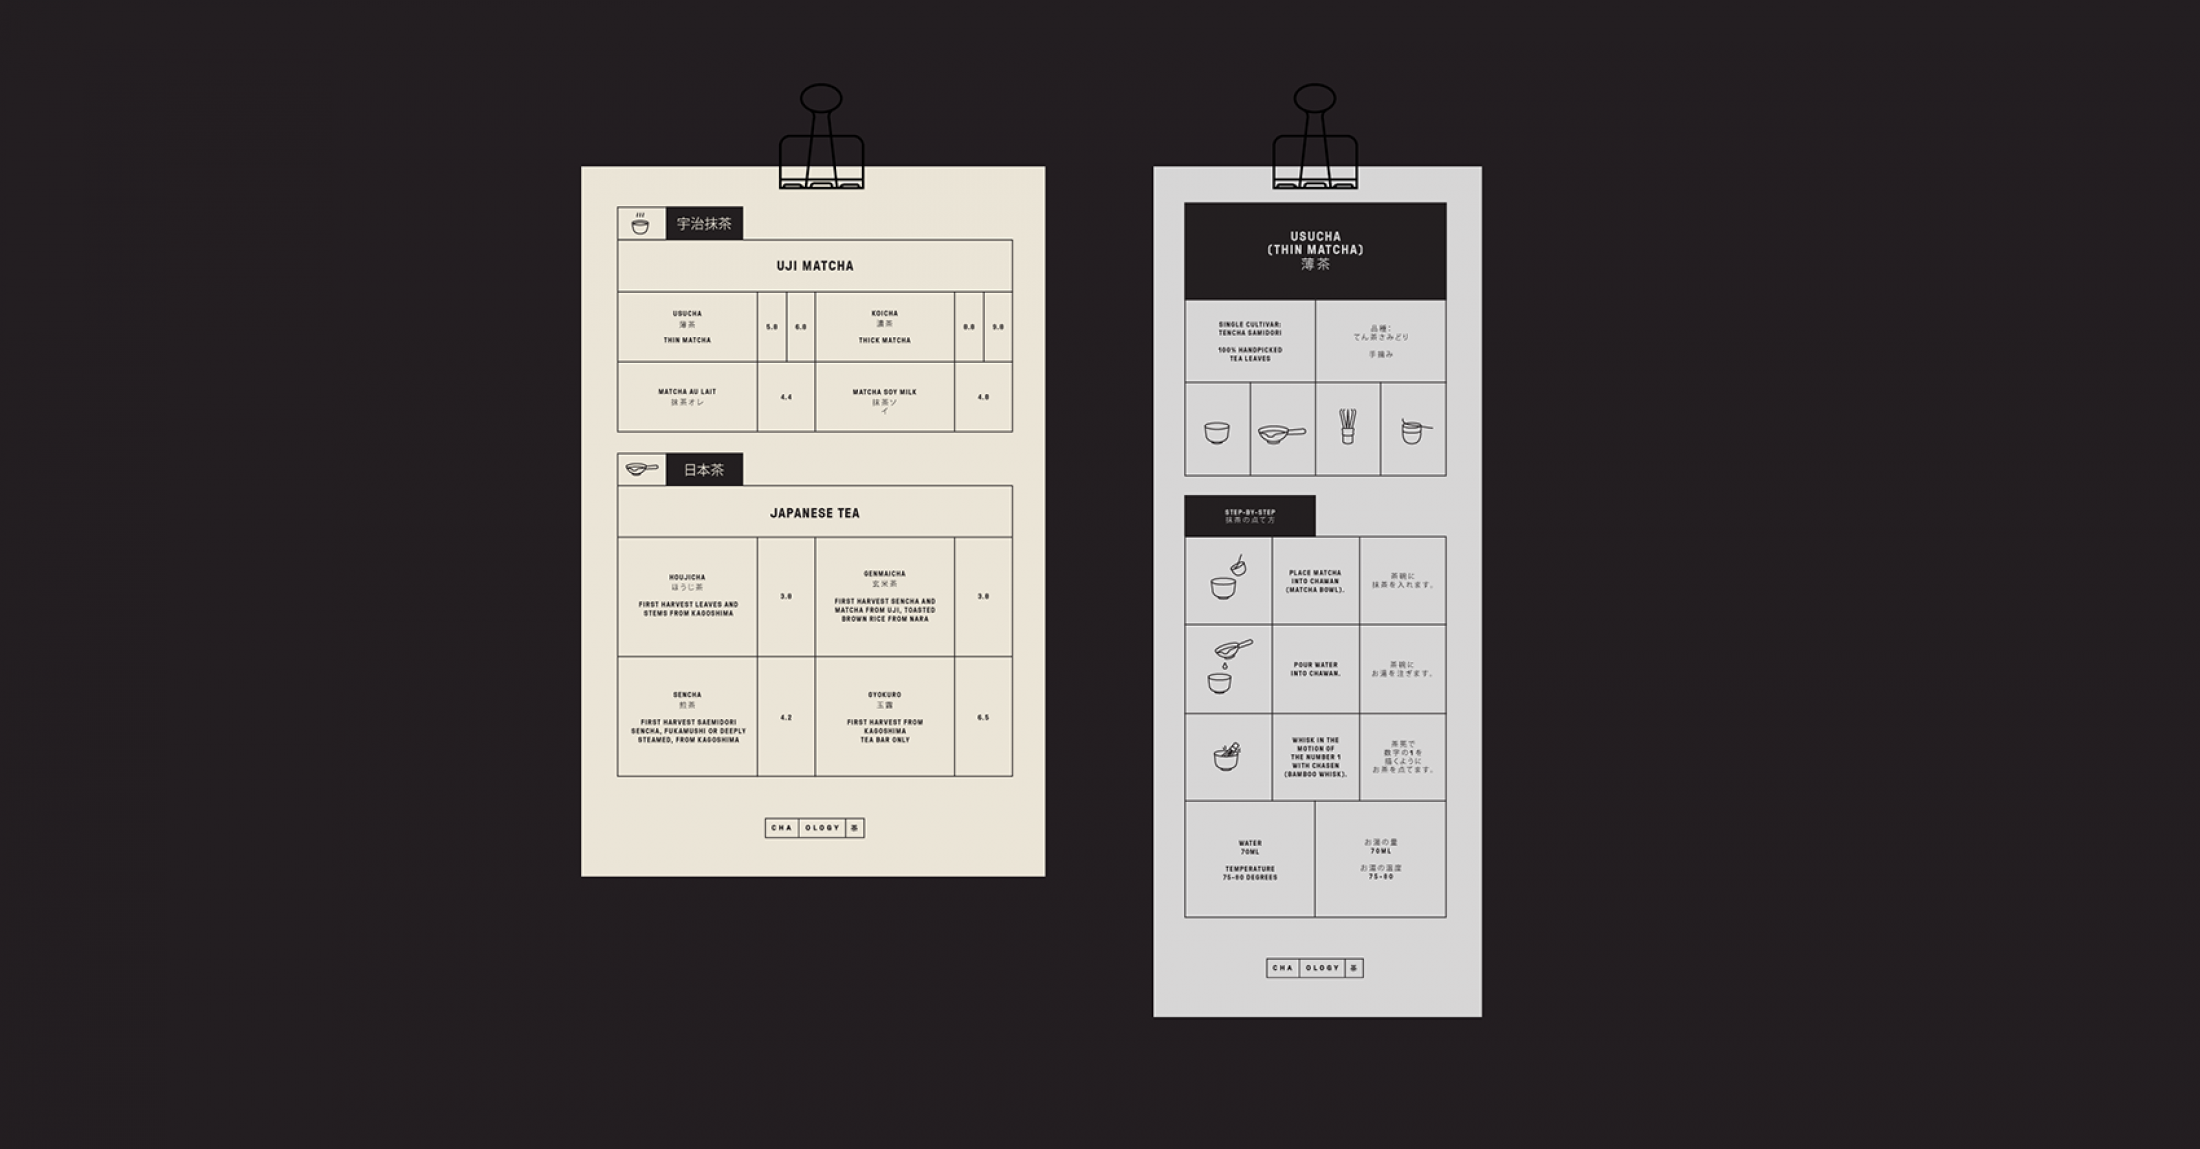 宇治抹茶
UJI MATCHA
USUCHA
薄茶
THIN MATCHA
5.8
6.8
KOICHA
濃茶
THICK MATCHA
8.8
9.8
MATCHA AU LAIT
抹茶オレ
4.4
MATCHA SOY MILK
抹茶ソ
イ
4.8
日本茶
JAPANESE TEA
HOUJICHA
ほうじ茶
FIRST HARVEST LEAVES AND
STEMS FROM KAGOSHIMA
3.8
GENMAICHA
玄米茶
FIRST HARVEST SENCHA AND
MATCHA FROM UJI, TOASTED
BROWN RICE FROM NARA
3.8
SENCHA
煎茶
FIRST HARVEST SAEMIDORI
SENCHA, FUKAMUSHI OR DEEPLY
STEAMED, FROM KAGOSHIMA
4.2
GYOKURO
玉露
FIRST HARVEST FROM
KAGOSHIMA
TEA BAR ONLY
6.5
CHA OLOGY 茶
USUCHA
(THIN MATCHA)
薄茶
SINGLE CULTIVAR:
TENCHA SAMIDORI
100% HANDPICKED
TEA LEAVES
品種：
てん茶さみどり
手摘み
STEP-BY-STEP
抹茶の点て方
PLACE MATCHA
INTO CHAWAN
(MATCHA BOWL).
茶碗に
抹茶を入れます。
POUR WATER
INTO CHAWAN.
茶碗に
お湯を注ぎます。
WHISK IN THE
MOTION OF
THE NUMBER 1
WITH CHASEN
(BAMBOO WHISK).
茶筅で
数字の1を
描くように
お茶を点てます。
WATER
70ML
TEMPERATURE
75-80 DEGREES
お湯の量
70ML
お湯の温度
75-80
CHA OLOGY 茶